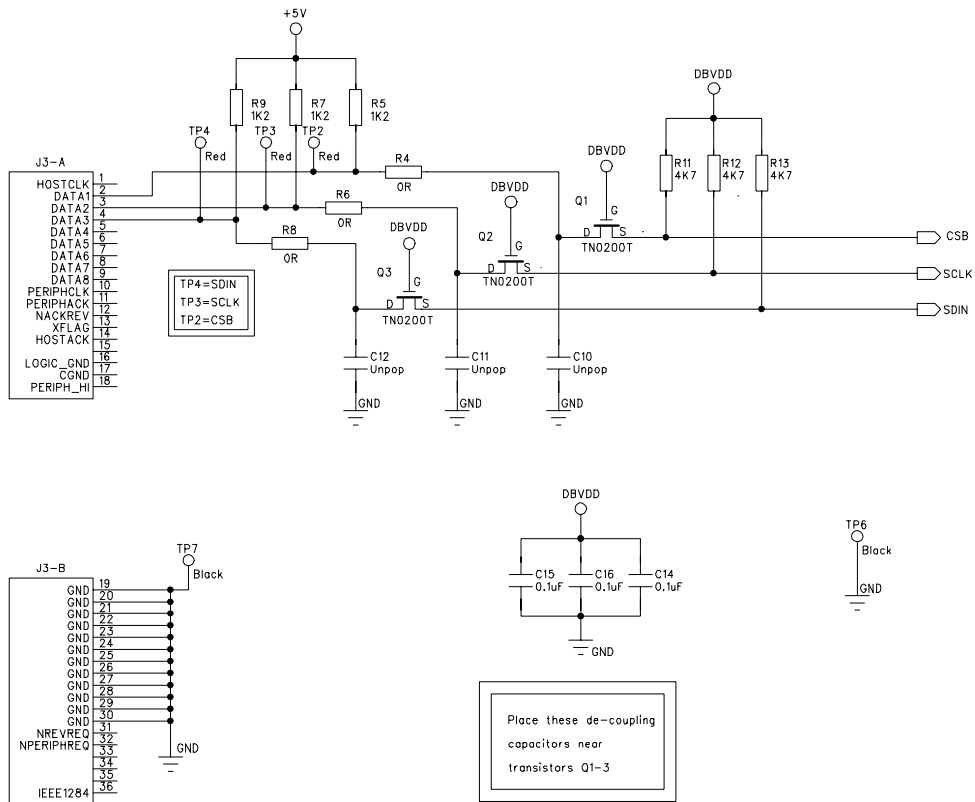 +5V
R9
1K2
R7
1K2
R5
1K2
TP4
Red
TP3
Red
TP2
Red
DBVDD
R11
4K7
R12
4K7
R13
4K7
J3-A
HOSTCLK 1
DATA1 2
DATA2 3
DATA3 4
DATA4 5
DATA5 6
DATA6 7
DATA7 8
DATA8 9
PERIPHCLK 10
PERIPHACK 11
NACKREV 12
XFLAG 13
HOSTACK 14
15
LOGIC_GND 16
CGND 17
PERIPH_HI 18
R4
0R
R6
0R
R8
0R
DBVDD
Q1
G
D S
TN0200T
DBVDD
Q2
G
D S
TN0200T
DBVDD
Q3
G
D S
TN0200T
CSB
SCLK
SDIN
TP4=SDIN
TP3=SCLK
TP2=CSB
C12
Unpop
GND
C11
Unpop
GND
C10
Unpop
GND
J3-B
GND 19
GND 20
GND 21
GND 22
GND 23
GND 24
GND 25
GND 26
GND 27
GND 28
GND 29
GND 30
NREVREQ 31
NPERIPHREQ 32
33
34
35
IEEE1284 36
TP7
Black
GND
DBVDD
C15
0.1uF
C16
0.1uF
C14
0.1uF
GND
TP6
Black
GND
Place these de-coupling
capacitors near
transistors Q1-3